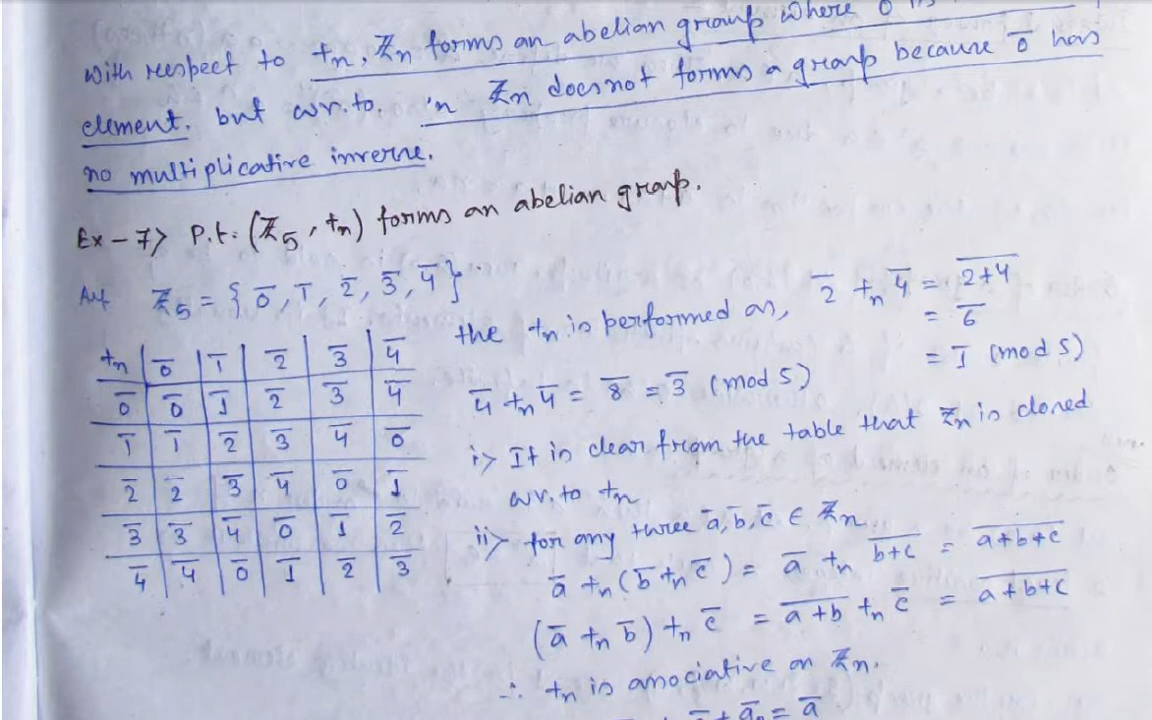 with respect to +ₙ, ℤₙ forms an abelian group where 0
element. but w.r.to. ·ₙ ℤₙ does not forms a group because 0̅ has
no multiplicative inverse.
Ex-7> P.t. (ℤ₅, +ₙ) forms an abelian group.
ℤ₅ = {0̅, 1̅, 2̅, 3̅, 4̅}
the +ₙ is performed as, 2̅ +ₙ 4̅ = \overline{2+4}
= 6̅
= 1̅ (mod 5)
4̅ +ₙ 4̅ = 8̅ = 3̅ (mod 5)
+ₙ 0̅ 1̅ 2̅ 3̅ 4̅
0̅ 0̅ 1̅ 2̅ 3̅ 4̅
1̅ 1̅ 2̅ 3̅ 4̅ 0̅
2̅ 2̅ 3̅ 4̅ 0̅ 1̅
3̅ 3̅ 4̅ 0̅ 1̅ 2̅
4̅ 4̅ 0̅ 1̅ 2̅ 3̅
i> It is clear from the table that ℤₙ is closed
w.r.to +ₙ
ii> for any three a̅, b̅, c̅ ∈ ℤₙ
a̅ +ₙ (b̅ +ₙ c̅) = a̅ +ₙ \overline{b+c} = \overline{a+b+c}
(a̅ +ₙ b̅) +ₙ c̅ = \overline{a+b} +ₙ c̅ = \overline{a+b+c}
∴ +ₙ is associative on ℤₙ.
= a̅